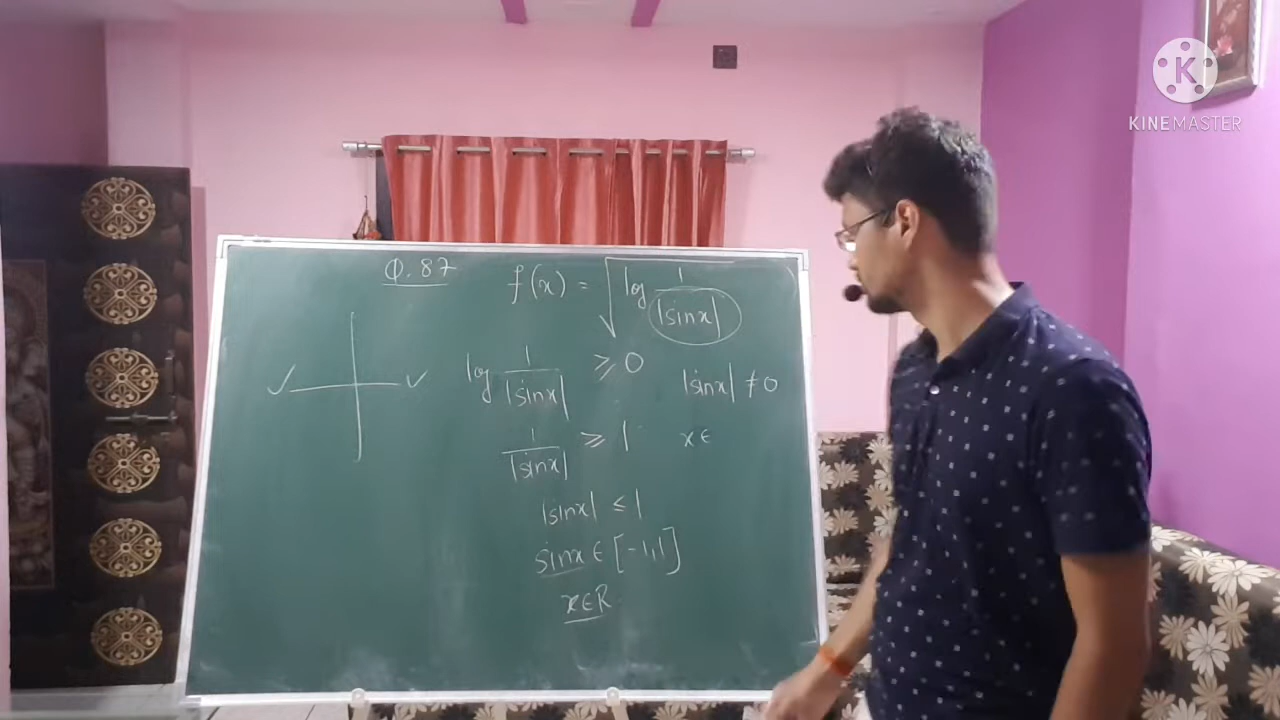 Q. 87
f(x) = √(log 1/|sinx|)
log 1/|sinx| ≥ 0
|sinx| ≠ 0
1/|sinx| ≥ 1
x ∈
|sinx| ≤ 1
sinx ∈ [-1,1]
x ∈ R
K
KINEMASTER